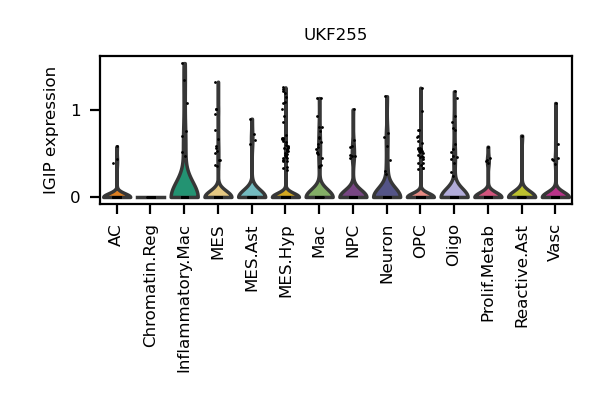 UKF255
IGIP expression
1
0
AC
Chromatin.Reg
Inflammatory.Mac
MES
MES.Ast
MES.Hyp
Mac
NPC
Neuron
OPC
Oligo
Prolif.Metab
Reactive.Ast
Vasc